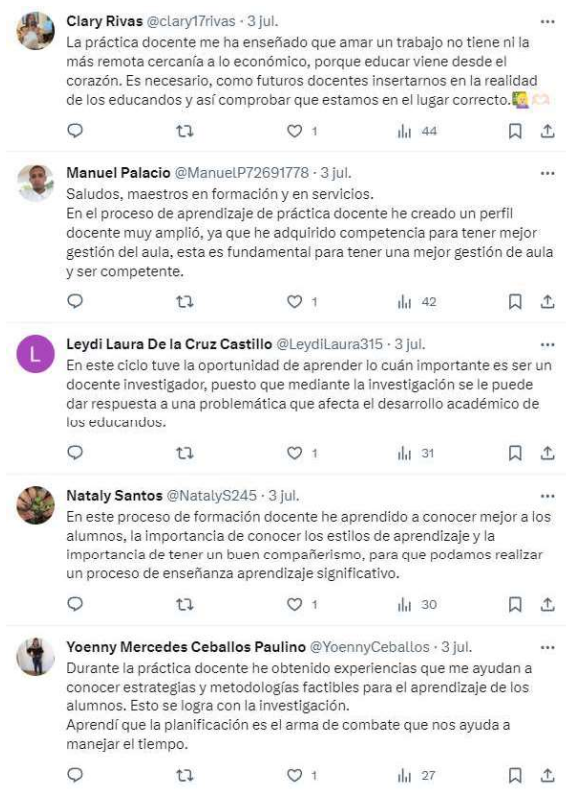 Clary Rivas @clary17rivas · 3 jul.
La práctica docente me ha enseñado que amar un trabajo no tiene ni la
más remota cercanía a lo económico, porque educar viene desde el
corazón. Es necesario, como futuros docentes insertarnos en la realidad
de los educandos y así comprobar que estamos en el lugar correcto.🙋‍♀️🫶🏻
1 44
Manuel Palacio @ManuelP72691778 · 3 jul.
Saludos, maestros en formación y en servicios.
En el proceso de aprendizaje de práctica docente he creado un perfil
docente muy amplió, ya que he adquirido competencia para tener mejor
gestión del aula, esta es fundamental para tener una mejor gestión de aula
y ser competente.
1 42
L
Leydi Laura De la Cruz Castillo @LeydiLaura315 · 3 jul.
En este ciclo tuve la oportunidad de aprender lo cuán importante es ser un
docente investigador, puesto que mediante la investigación se le puede
dar respuesta a una problemática que afecta el desarrollo académico de
los educandos.
1 31
Nataly Santos @NatalyS245 · 3 jul.
En este proceso de formación docente he aprendido a conocer mejor a los
alumnos, la importancia de conocer los estilos de aprendizaje y la
importancia de tener un buen compañerismo, para que podamos realizar
un proceso de enseñanza aprendizaje significativo.
1 30
Yoenny Mercedes Ceballos Paulino @YoennyCeballos · 3 jul.
Durante la práctica docente he obtenido experiencias que me ayudan a
conocer estrategias y metodologías factibles para el aprendizaje de los
alumnos. Esto se logra con la investigación.
Aprendí que la planificación es el arma de combate que nos ayuda a
manejar el tiempo.
1 27